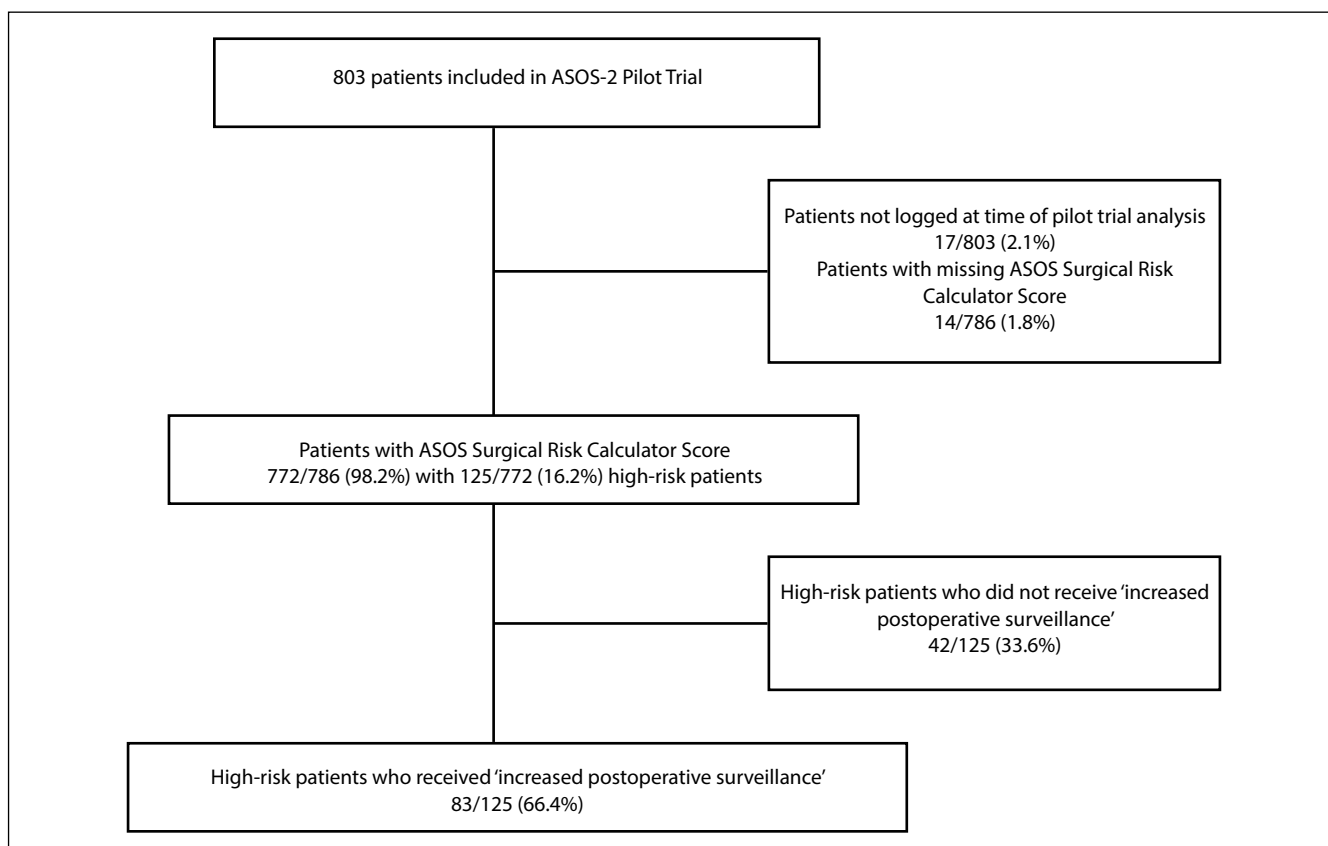 803 patients included in ASOS-2 Pilot Trial
Patients not logged at time of pilot trial analysis
17/803 (2.1%)
Patients with missing ASOS Surgical Risk
Calculator Score
14/786 (1.8%)
Patients with ASOS Surgical Risk Calculator Score
772/786 (98.2%) with 125/772 (16.2%) high-risk patients
High-risk patients who did not receive ‘increased
postoperative surveillance’
42/125 (33.6%)
High-risk patients who received ‘increased postoperative surveillance’
83/125 (66.4%)